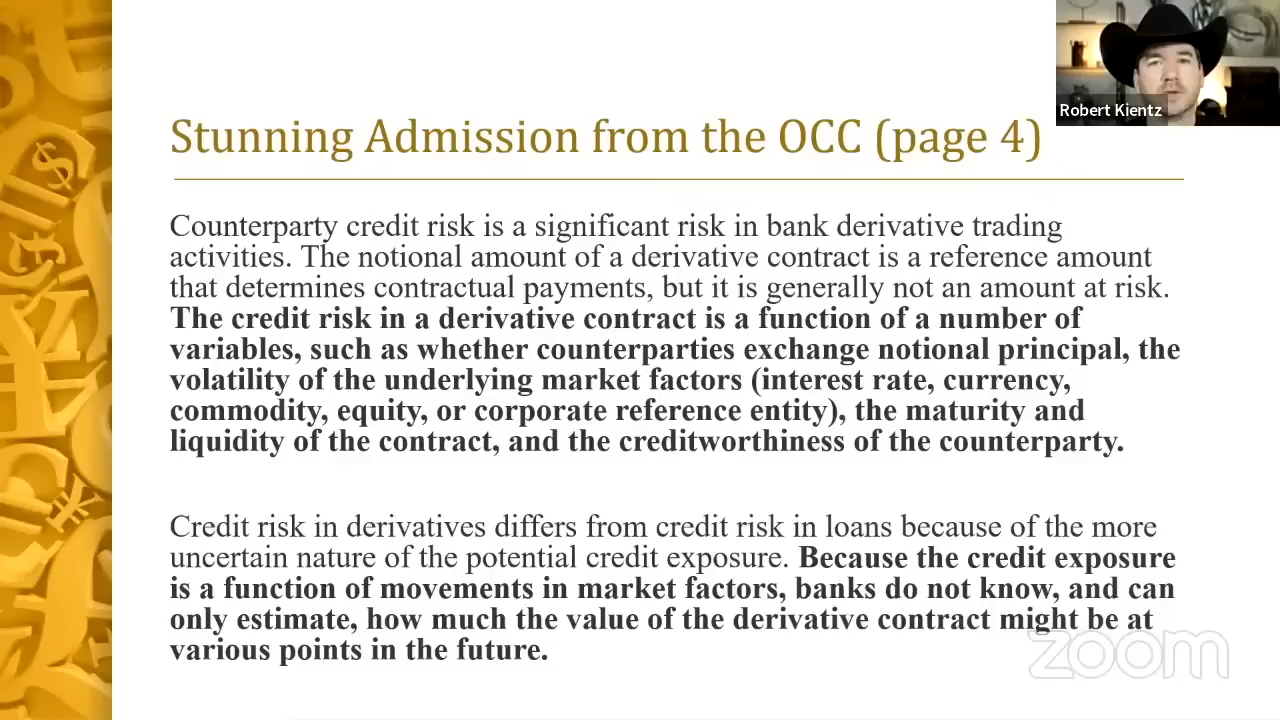 Robert Kientz
Stunning Admission from the OCC (page 4)
Counterparty credit risk is a significant risk in bank derivative trading
activities. The notional amount of a derivative contract is a reference amount
that determines contractual payments, but it is generally not an amount at risk.
The credit risk in a derivative contract is a function of a number of
variables, such as whether counterparties exchange notional principal, the
volatility of the underlying market factors (interest rate, currency,
commodity, equity, or corporate reference entity), the maturity and
liquidity of the contract, and the creditworthiness of the counterparty.
Credit risk in derivatives differs from credit risk in loans because of the more
uncertain nature of the potential credit exposure. Because the credit exposure
is a function of movements in market factors, banks do not know, and can
only estimate, how much the value of the derivative contract might be at
various points in the future.
zoom